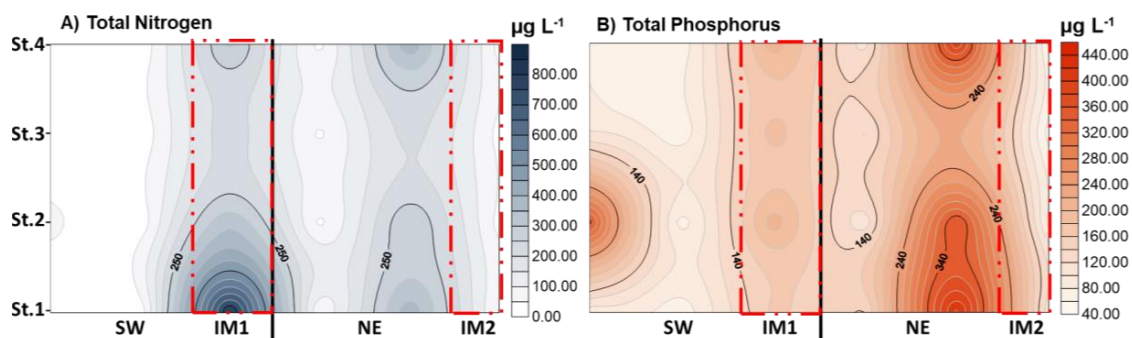 A) Total Nitrogen
µg L-1
St.4
St.3
St.2
St.1
250
250
250
SW
IM1
NE
IM2
800.00
700.00
600.00
500.00
400.00
300.00
200.00
100.00
0.00
B) Total Phosphorus
µg L-1
140
140
140
240
240
240
340
SW
IM1
NE
IM2
440.00
400.00
360.00
320.00
280.00
240.00
200.00
160.00
120.00
80.00
40.00